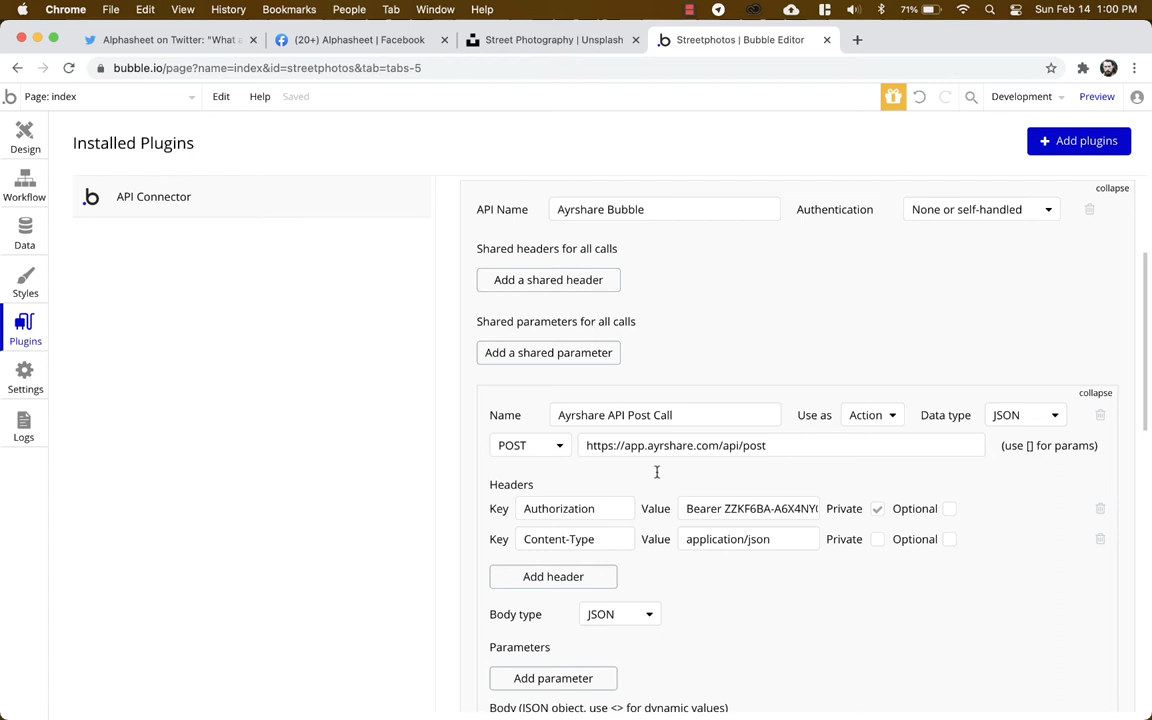 Chrome File Edit View History Bookmarks People Tab Window Help 71% Sun Feb 14 1:00 PM
Alphasheet on Twitter: "What a (20+) Alphasheet | Facebook Street Photography | Unsplash Streetphotos | Bubble Editor
bubble.io/page?name=index&id=streetphotos&tab=tabs-5
Page: index Edit Help Saved Development Preview
Design
Workflow
Data
Styles
Plugins
Settings
Logs
Installed Plugins
Add plugins
API Connector
collapse
API Name Ayrshare Bubble Authentication None or self-handled
Shared headers for all calls
Add a shared header
Shared parameters for all calls
Add a shared parameter
collapse
Name Ayrshare API Post Call Use as Action Data type JSON
POST https://app.ayrshare.com/api/post (use [] for params)
Headers
Key Authorization Value Bearer ZZKF6BA-A6X4NY Private Optional
Key Content-Type Value application/json Private Optional
Add header
Body type JSON
Parameters
Add parameter
Body (JSON object, use <> for dynamic values)